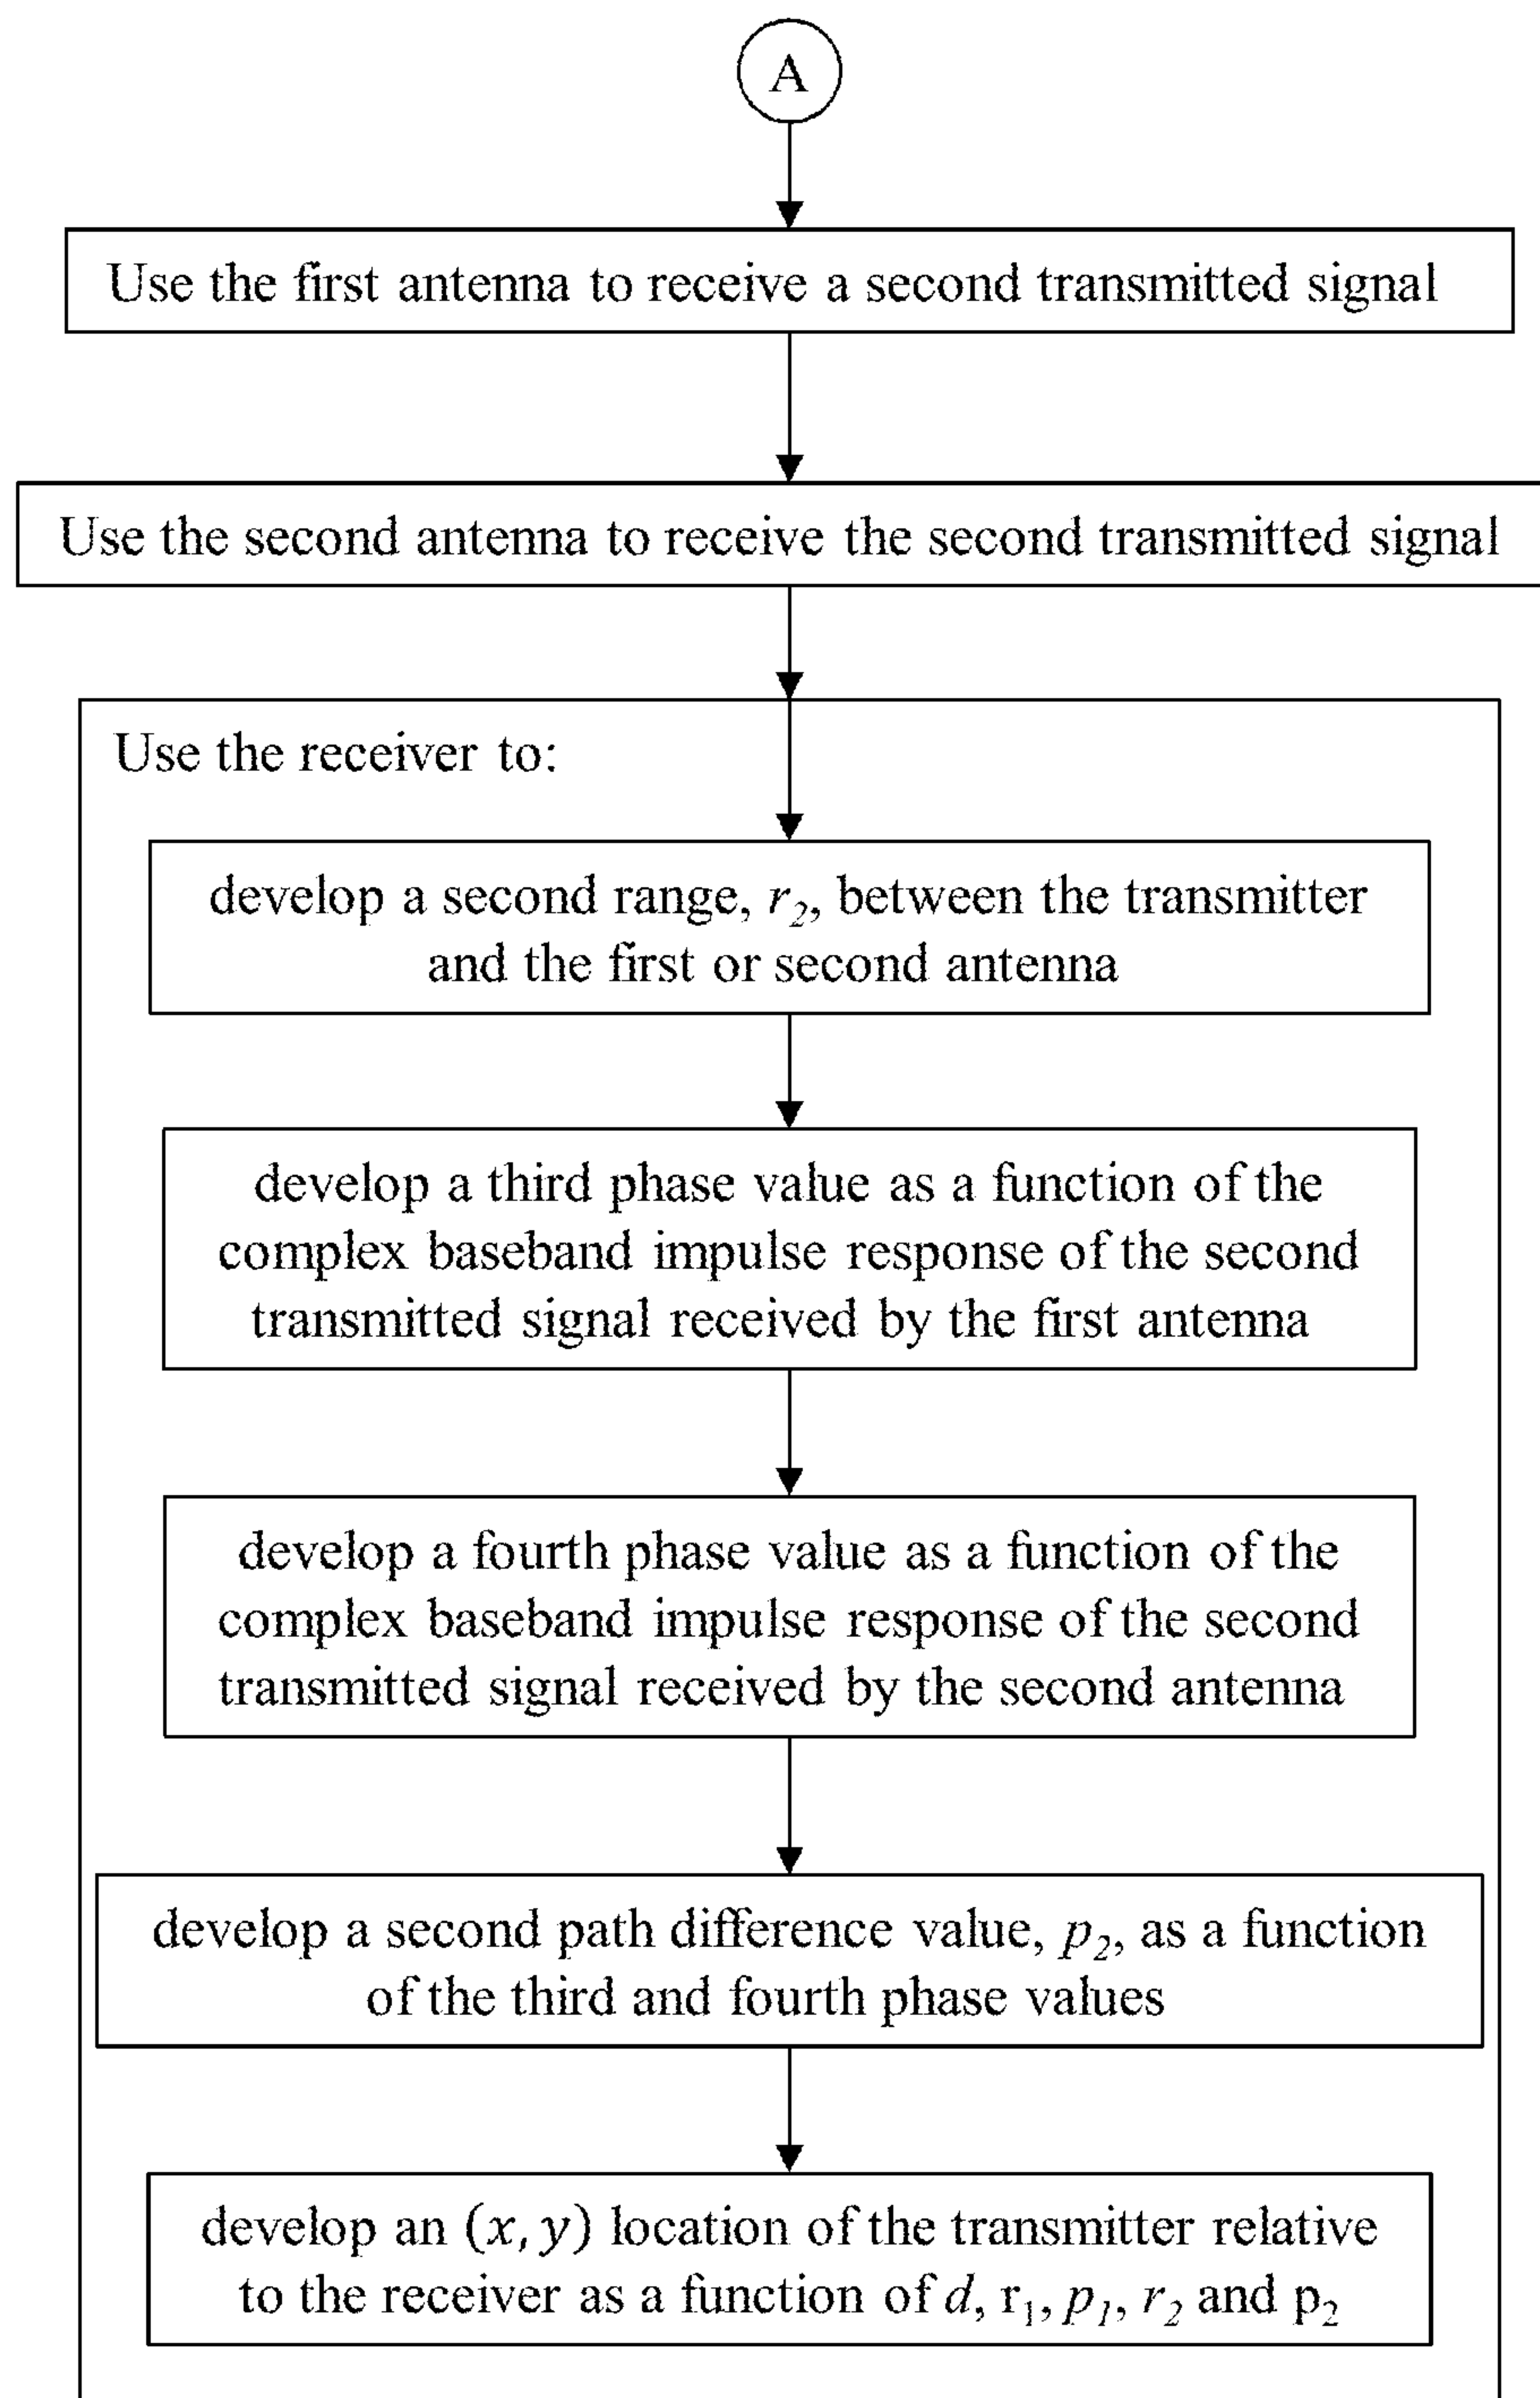 A
Use the first antenna to receive a second transmitted signal
Use the second antenna to receive the second transmitted signal
Use the receiver to:
develop a second range, r₂, between the transmitter
and the first or second antenna
develop a third phase value as a function of the
complex baseband impulse response of the second
transmitted signal received by the first antenna
develop a fourth phase value as a function of the
complex baseband impulse response of the second
transmitted signal received by the second antenna
develop a second path difference value, p₂, as a function
of the third and fourth phase values
develop an (x, y) location of the transmitter relative
to the receiver as a function of d, r₁, p₁, r₂ and p₂